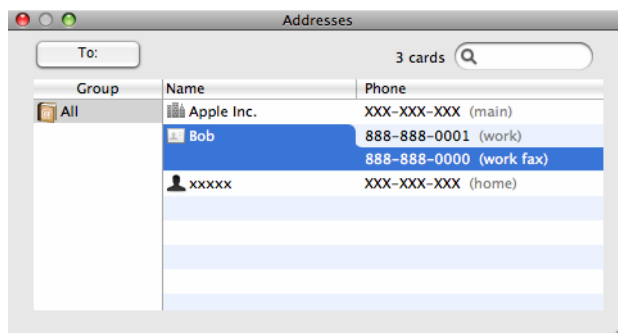 Addresses
To:
3 cards
Group Name Phone
All Apple Inc. XXX-XXX-XXX (main)
Bob 888-888-0001 (work)
888-888-0000 (work fax)
xxxxx XXX-XXX-XXX (home)